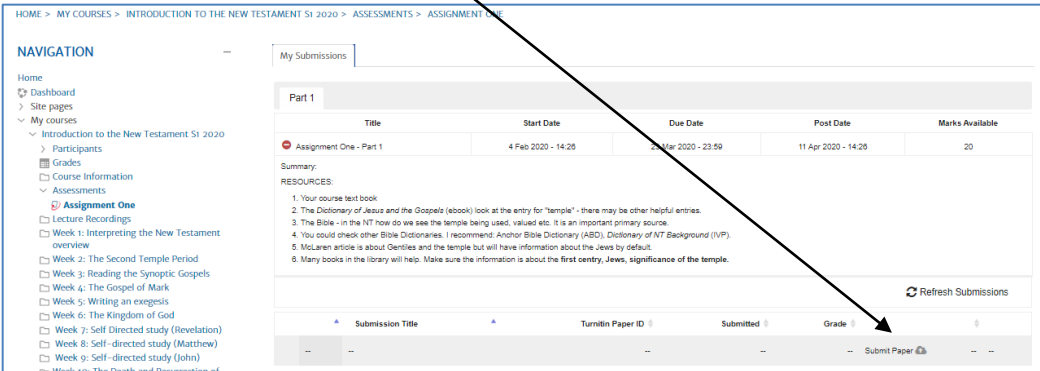 HOME > MY COURSES > INTRODUCTION TO THE NEW TESTAMENT S1 2020 > ASSESSMENTS > ASSIGNMENT ONE
NAVIGATION
Home
Dashboard
Site pages
My courses
Introduction to the New Testament S1 2020
Participants
Grades
Course Information
Assessments
Assignment One
Lecture Recordings
Week 1: Interpreting the New Testament
overview
Week 2: The Second Temple Period
Week 3: Reading the Synoptic Gospels
Week 4: The Gospel of Mark
Week 5: Writing an exegesis
Week 6: The Kingdom of God
Week 7: Self Directed study (Revelation)
Week 8: Self-directed study (Matthew)
Week 9: Self-directed study (John)
Week 10: The Death and Resurrection of
My Submissions
Part 1
Title Start Date Due Date Post Date Marks Available
Assignment One - Part 1 4 Feb 2020 - 14:26 Mar 2020 - 23:59 11 Apr 2020 - 14:26 20
Summary:
RESOURCES:
1. Your course text book
2. The Dictionary of Jesus and the Gospels (ebook) look at the entry for "temple" - there may be other helpful entries.
3. The Bible - in the NT how do we see the temple being used, valued etc. It is an important primary source.
4. You could check other Bible Dictionaries. I recommend: Anchor Bible Dictionary (ABD), Dictionary of NT Background (IVP).
5. McLaren article is about Gentiles and the temple but will have information about the Jews by default.
6. Many books in the library will help. Make sure the information is about the first centry, Jews, significance of the temple.
Refresh Submissions
Submission Title Turnitin Paper ID Submitted Grade
-- -- -- -- -- Submit Paper -- --